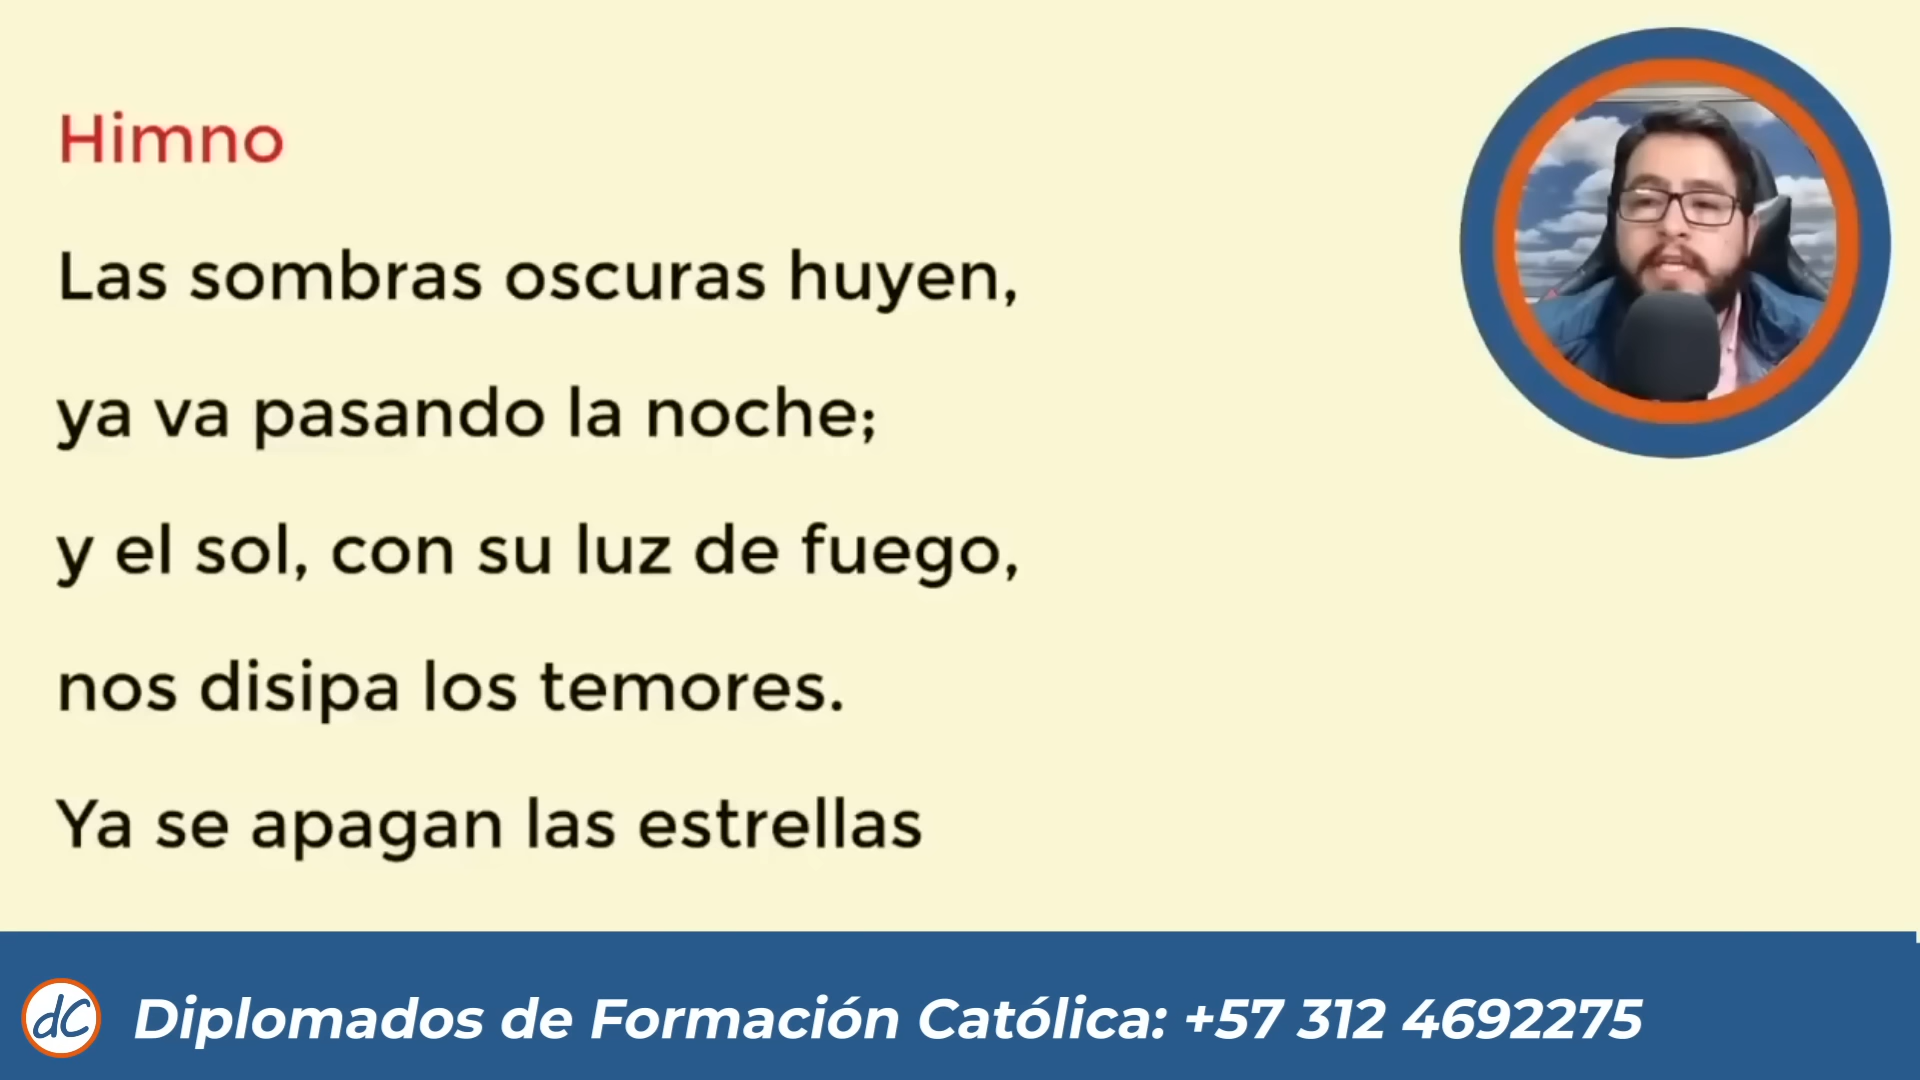 Himno
Las sombras oscuras huyen,
ya va pasando la noche;
y el sol, con su luz de fuego,
nos disipa los temores.
Ya se apagan las estrellas
dC Diplomados de Formación Católica: +57 312 4692275